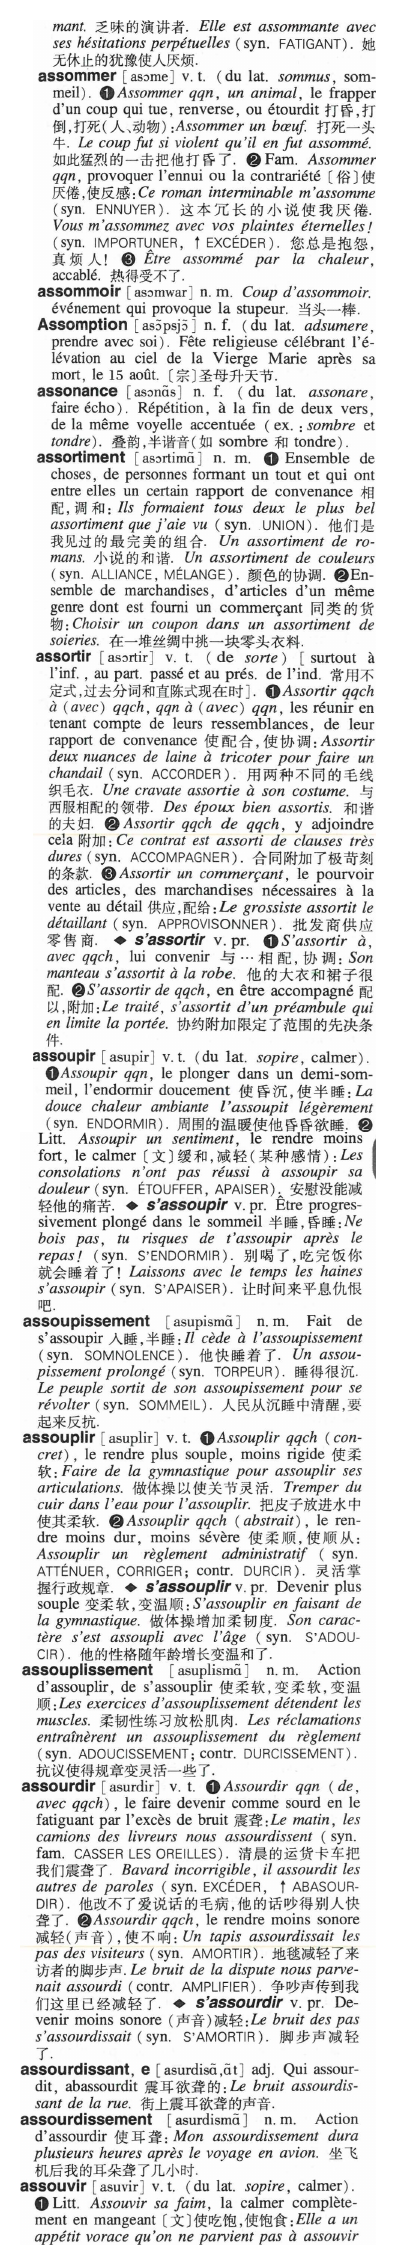 mant. 乏味的演讲者. Elle est assommante avec
ses hésitations perpétuelles (syn. FATIGANT). 她
无休止的犹豫使人厌烦.
assommer [asɔme] v. t. (du lat. sommus, som-
meil). ❶Assommer qqn, un animal, le frapper
d'un coup qui tue, renverse, ou étourdit 打昏,打
倒,打死(人、动物):Assommer un bœuf. 打死一头
牛. Le coup fut si violent qu'il en fut assommé.
如此猛烈的一击把他打昏了. ❷ Fam. Assommer
qqn, provoquer l'ennui ou la contrariété [俗]使
厌倦,使反感:Ce roman interminable m'assomme
(syn. ENNUYER). 这本冗长的小说使我厌倦.
Vous m'assommez avec vos plaintes éternelles!
(syn. IMPORTUNER, ↑ EXCÉDER). 您总是抱怨,
真烦人! ❸ Être assommé par la chaleur,
accablé. 热得受不了.
assommoir [asɔmwar] n. m. Coup d'assommoir.
événement qui provoque la stupeur. 当头一棒.
Assomption [asɔ̃psjɔ̃] n. f. (du lat. adsumere,
prendre avec soi). Fête religieuse célébrant l'é-
lévation au ciel de la Vierge Marie après sa
mort, le 15 août. [宗]圣母升天节.
assonance [asɔnɑ̃s] n. f. (du lat. assonare,
faire écho). Répétition, à la fin de deux vers,
de la même voyelle accentuée (ex. : sombre et
tondre). 叠韵,半谐音(如 sombre 和 tondre).
assortiment [asɔrtimɑ̃] n. m. ❶ Ensemble de
choses, de personnes formant un tout et qui ont
entre elles un certain rapport de convenance 相
配,调和: Ils formaient tous deux le plus bel
assortiment que j'aie vu (syn. UNION). 他们是
我见过的最完美的组合. Un assortiment de ro-
mans. 小说的和谐. Un assortiment de couleurs
(syn. ALLIANCE, MÉLANGE). 颜色的协调. ❷En-
semble de marchandises, d'articles d'un même
genre dont est fourni un commerçant 同类的货
物:Choisir un coupon dans un assortiment de
soieries. 在一堆丝绸中挑一块零头衣料.
assortir [asɔrtir] v. t. (de sorte) [surtout à
l'inf., au part. passé et au prés. de l'ind. 常用不
定式,过去分词和直陈式现在时]. ❶Assortir qqch
à (avec) qqch, qqn à (avec) qqn, les réunir en
tenant compte de leurs ressemblances, de leur
rapport de convenance 使配合,使协调:Assortir
deux nuances de laine à tricoter pour faire un
chandail (syn. ACCORDER). 用两种不同的毛线
织毛衣. Une cravate assortie à son costume. 与
西服相配的领带. Des époux bien assortis. 和谐
的夫妇. ❷ Assortir qqch de qqch, y adjoindre
cela 附加:Ce contrat est assorti de clauses très
dures (syn. ACCOMPAGNER). 合同附加了极苛刻
的条款. ❸ Assortir un commerçant, le pourvoir
des articles, des marchandises nécessaires à la
vente au détail 供应,配给:Le grossiste assortit le
détaillant (syn. APPROVISONNER). 批发商供应
零售商. ◆ s'assortir v. pr. ❶S'assortir à,
avec qqch, lui convenir 与…相配,协调: Son
manteau s'assortit à la robe. 他的大衣和裙子很
配. ❷S'assortir de qqch, en être accompagné 配
以,附加:Le traité, s'assortit d'un préambule qui
en limite la portée. 协约附加限定了范围的先决条
件.
assoupir [asupir] v. t. (du lat. sopire, calmer).
❶Assoupir qqn, le plonger dans un demi-som-
meil, l'endormir doucement 使昏沉,使半睡:La
douce chaleur ambiante l'assoupit légèrement
(syn. ENDORMIR). 周围的温暖使他昏昏欲睡. ❷
Litt. Assoupir un sentiment, le rendre moins
fort, le calmer [文]缓和,减轻(某种感情):Les
consolations n'ont pas réussi à assoupir sa
douleur (syn. ÉTOUFFER, APAISER). 安慰没能减
轻他的痛苦. ◆ s'assoupir v. pr. Être progres-
sivement plongé dans le sommeil 半睡,昏睡:Ne
bois pas, tu risques de t'assoupir après le
repas! (syn. S'ENDORMIR). 别喝了,吃完饭你
就会睡着了! Laissons avec le temps les haines
s'assoupir (syn. S'APAISER). 让时间来平息仇恨
吧.
assoupissement [asupismɑ̃] n. m. Fait de
s'assoupir 入睡,半睡:Il cède à l'assoupissement
(syn. SOMNOLENCE). 他快睡着了. Un assou-
pissement prolongé (syn. TORPEUR). 睡得很沉.
Le peuple sortit de son assoupissement pour se
révolter (syn. SOMMEIL). 人民从沉睡中清醒,要
起来反抗.
assouplir [asuplir] v. t. ❶Assouplir qqch (con-
cret), le rendre plus souple, moins rigide 使柔
软:Faire de la gymnastique pour assouplir ses
articulations. 做体操以使关节灵活. Tremper du
cuir dans l'eau pour l'assouplir. 把皮子放进水中
使其柔软. ❷Assouplir qqch (abstrait), le ren-
dre moins dur, moins sévère 使柔顺,使顺从:
Assouplir un règlement administratif (syn.
ATTÉNUER, CORRIGER; contr. DURCIR). 灵活掌
握行政规章. ◆ s'assouplir v. pr. Devenir plus
souple 变柔软,变温顺:S'assouplir en faisant de
la gymnastique. 做体操增加柔韧度. Son carac-
tère s'est assoupli avec l'âge (syn. S'ADOU-
CIR). 他的性格随年龄增长变温和了.
assouplissement [asuplismɑ̃] n. m. Action
d'assouplir, de s'assouplir 使柔软,变柔软,变温
顺:Les exercices d'assouplissement détendent les
muscles. 柔韧性练习放松肌肉. Les réclamations
entraînèrent un assouplissement du règlement
(syn. ADOUCISSEMENT; contr. DURCISSEMENT).
抗议使得规章变灵活一些了.
assourdir [asurdir] v. t. ❶Assourdir qqn (de,
avec qqch), le faire devenir comme sourd en le
fatiguant par l'excès de bruit 震聋:Le matin, les
camions des livreurs nous assourdissent (syn.
fam. CASSER LES OREILLES). 清晨的运货卡车把
我们震聋了. Bavard incorrigible, il assourdit les
autres de paroles (syn. EXCÉDER, ↑ ABASOUR-
DIR). 他改不了爱说话的毛病,他的话吵得别人快
聋了. ❷Assourdir qqch, le rendre moins sonore
减轻(声音),使不响: Un tapis assourdissait les
pas des visiteurs (syn. AMORTIR). 地毯减轻了来
访者的脚步声. Le bruit de la dispute nous parve-
nait assourdi (contr. AMPLIFIER). 争吵声传到我
们这里已经减轻了. ◆ s'assourdir v. pr. De-
venir moins sonore (声音)减轻:Le bruit des pas
s'assourdissait (syn. S'AMORTIR). 脚步声减轻
了.
assourdissant, e [asurdisɑ̃,ɑ̃t] adj. Qui assour-
dit, abassourdit 震耳欲聋的:Le bruit assourdis-
sant de la rue. 街上震耳欲聋的声音.
assourdissement [asurdismɑ̃] n. m. Action
d'assourdir 使耳聋: Mon assourdissement dura
plusieurs heures après le voyage en avion. 坐飞
机后我的耳朵聋了几小时.
assouvir [asuvir] v. t. (du lat. sopire, calmer).
❶ Litt. Assouvir sa faim, la calmer complète-
ment en mangeant [文]使吃饱,使饱食:Elle a un
appétit vorace qu'on ne parvient pas à assouvir